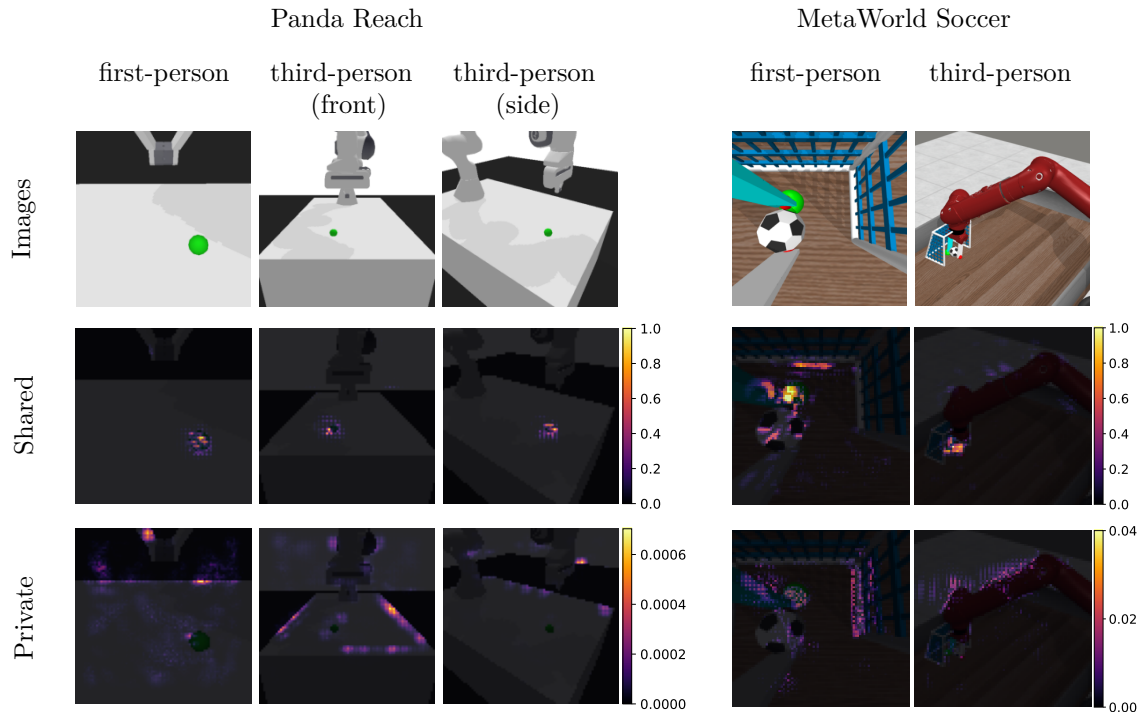 Panda Reach
MetaWorld Soccer
first-person
third-person
(front)
third-person
(side)
first-person
third-person
Images
Shared
1.0
0.8
0.6
0.4
0.2
0.0
1.0
0.8
0.6
0.4
0.2
0.0
Private
0.0006
0.0004
0.0002
0.0000
0.04
0.02
0.00